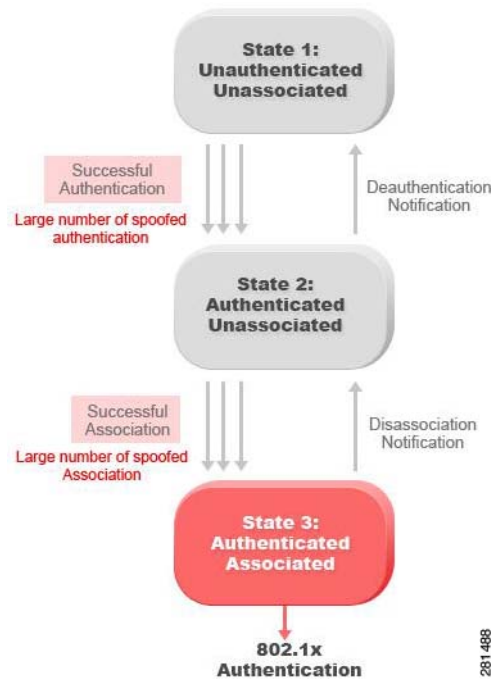 State 1:
Unauthenticated
Unassociated
Successful
Authentication
Large number of spoofed
authentication
Deauthentication
Notification
State 2:
Authenticated
Unassociated
Successful
Association
Large number of spoofed
Association
Disassociation
Notification
State 3:
Authenticated
Associated
802.1x
Authentication
281488